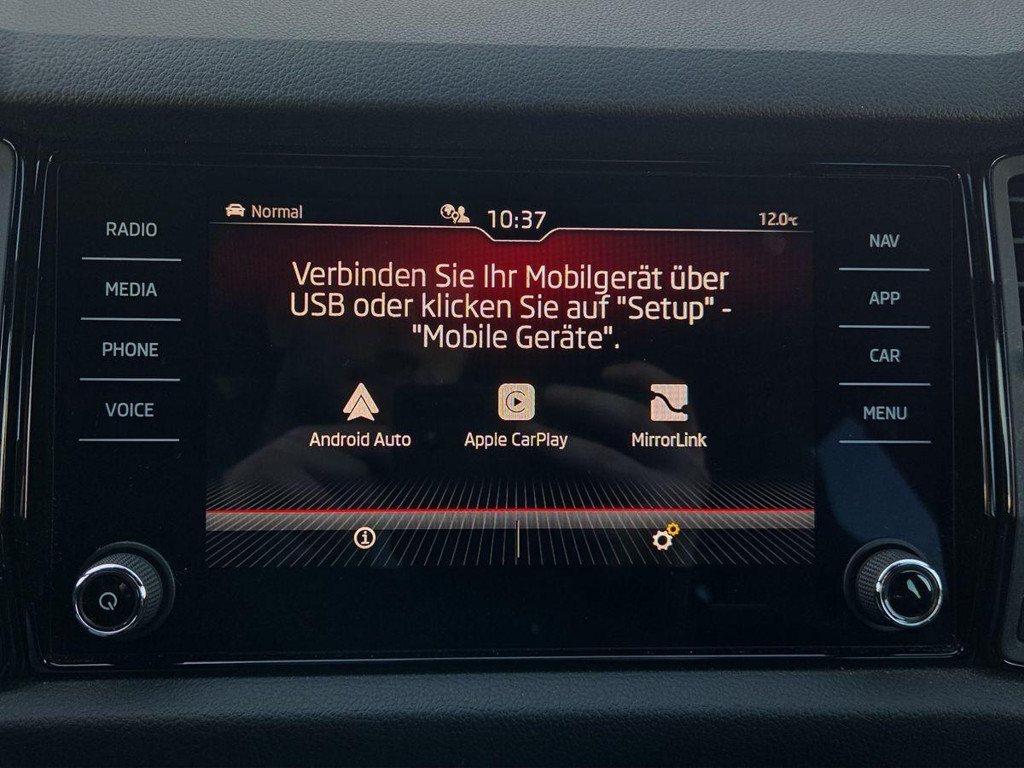 Normal 10:37 12.0°C
RADIO
MEDIA
PHONE
VOICE
Verbinden Sie Ihr Mobilgerät über
USB oder klicken Sie auf "Setup" -
"Mobile Geräte".
Android Auto Apple CarPlay MirrorLink
NAV
APP
CAR
MENU